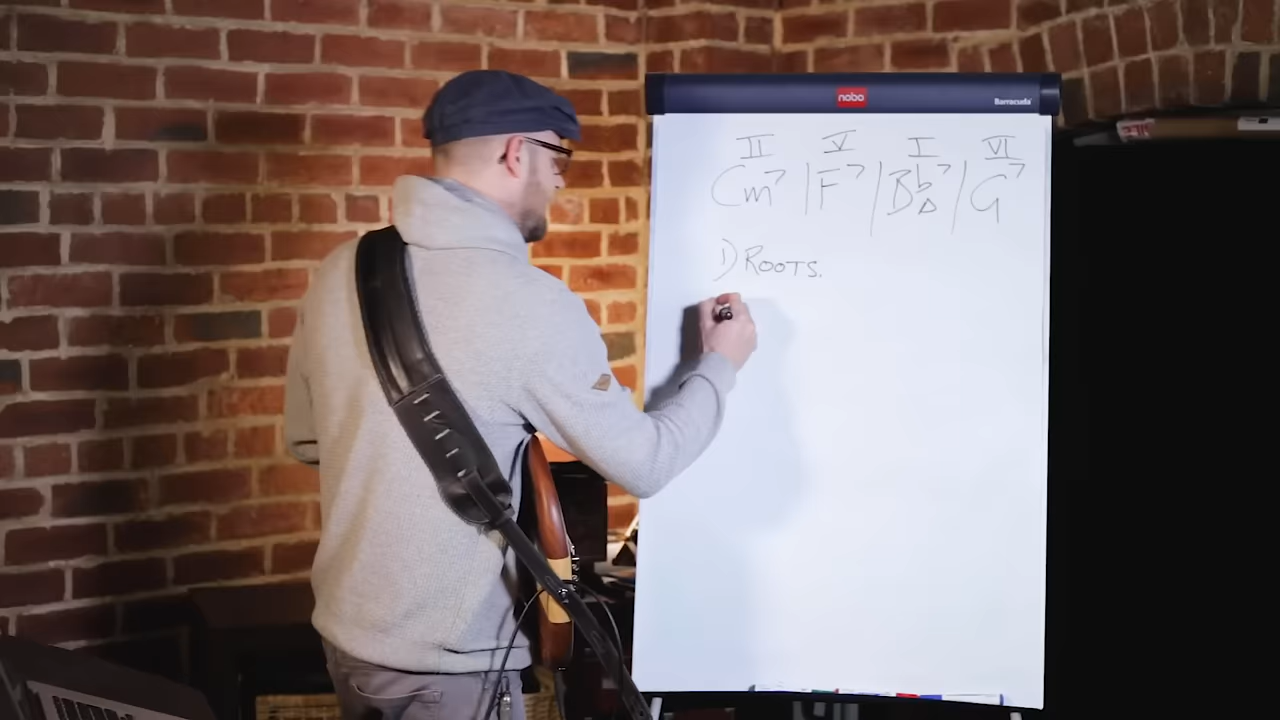 nobo
Barracuda
II V I VI
Cm7 | F7 | Bb△7 | G7
1) ROOTS.